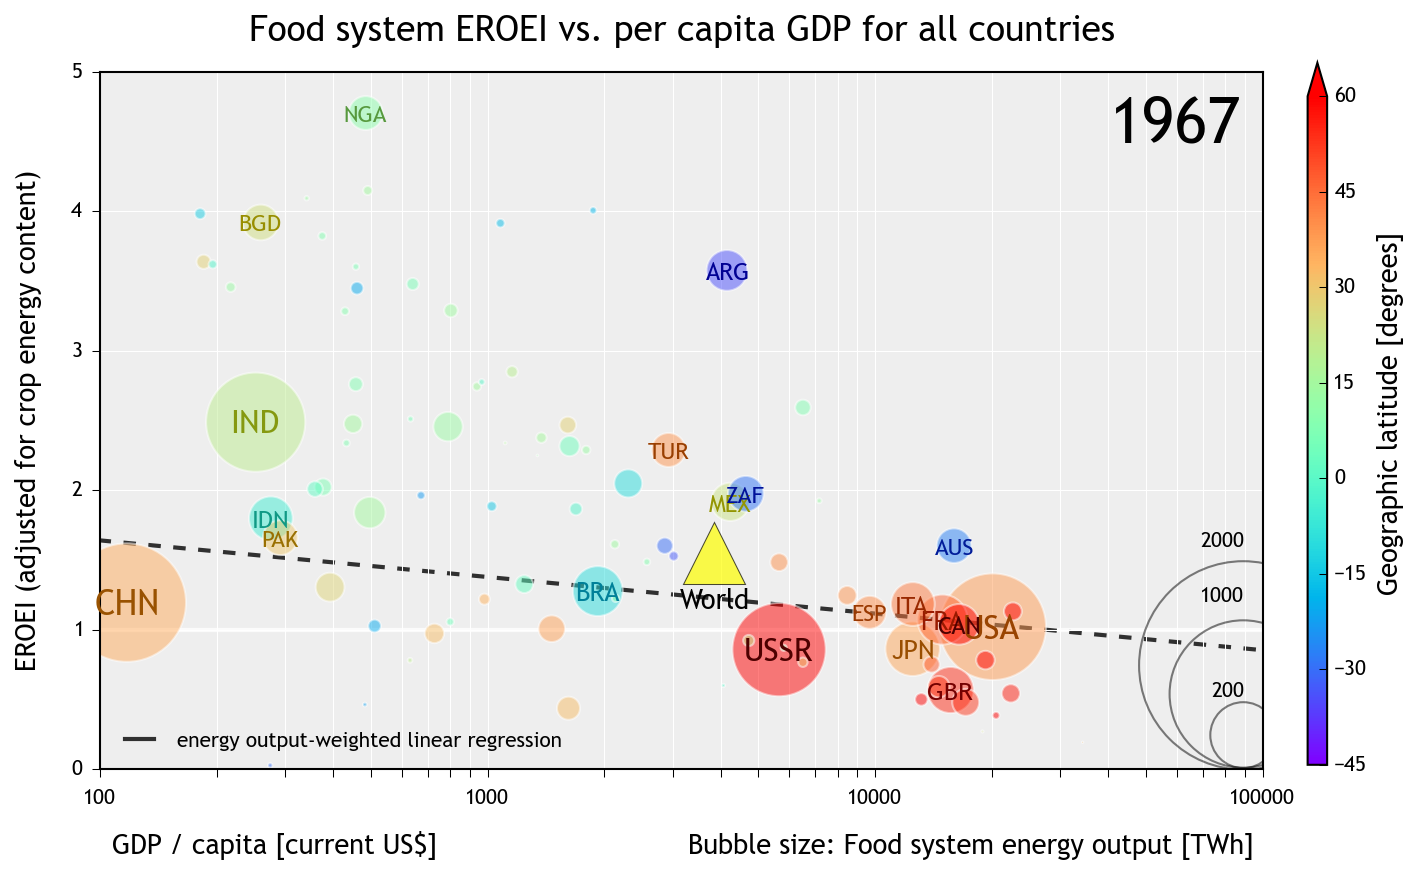 Food system EROEI vs. per capita GDP for all countries
1967
EROEI (adjusted for crop energy content)
5
4
3
2
1
0
NGA
BGD
ARG
IND
TUR
MEX
ZAF
IDN
PAK
AUS
CHN
BRA
World
ESP
ITA
FRA
CAN
USA
USSR
JPN
GBR
2000
1000
200
energy output-weighted linear regression
100
1000
10000
100000
GDP / capita [current US$]
Bubble size: Food system energy output [TWh]
60
45
30
15
0
−15
−30
−45
Geographic latitude [degrees]